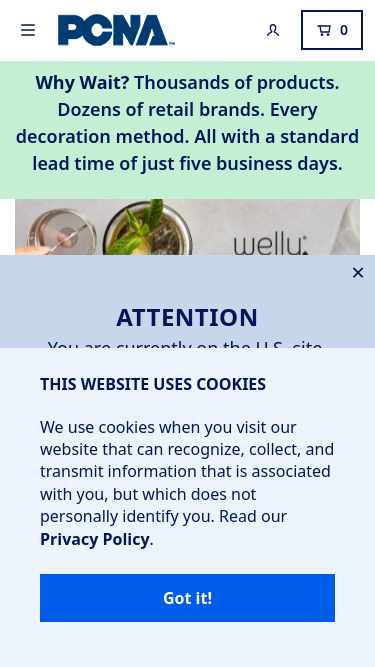 PCNA
0
Why Wait? Thousands of products.
Dozens of retail brands. Every
decoration method. All with a standard
lead time of just five business days.
welly
ATTENTION
You are currently on the U.S. site.
THIS WEBSITE USES COOKIES
We use cookies when you visit our
website that can recognize, collect, and
transmit information that is associated
with you, but which does not
personally identify you. Read our
Privacy Policy.
Got it!